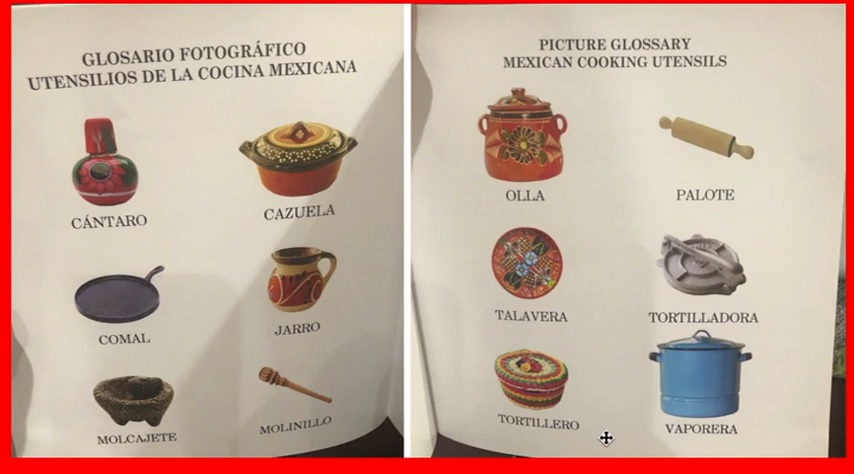 GLOSARIO FOTOGRÁFICO
UTENSILIOS DE LA COCINA MEXICANA
CÁNTARO
CAZUELA
COMAL
JARRO
MOLCAJETE
MOLINILLO
PICTURE GLOSSARY
MEXICAN COOKING UTENSILS
OLLA
PALOTE
TALAVERA
TORTILLADORA
TORTILLERO
VAPORERA